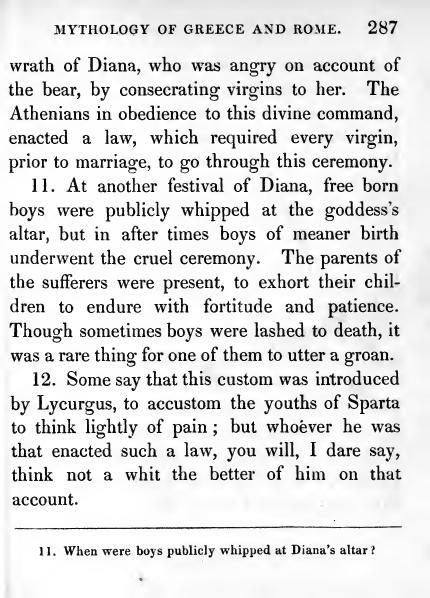 MYTHOLOGY OF GREECE AND ROME. 287
wrath of Diana, who was angry on account of
the bear, by consecrating virgins to her. The
Athenians in obedience to this divine command,
enacted a law, which required every virgin,
prior to marriage, to go through this ceremony.
11. At another festival of Diana, free born
boys were publicly whipped at the goddess's
altar, but in after times boys of meaner birth
underwent the cruel ceremony. The parents of
the sufferers were present, to exhort their chil-
dren to endure with fortitude and patience.
Though sometimes boys were lashed to death, it
was a rare thing for one of them to utter a groan.
12. Some say that this custom was introduced
by Lycurgus, to accustom the youths of Sparta
to think lightly of pain; but whoever he was
that enacted such a law, you will, I dare say,
think not a whit the better of him on that
account.
11. When were boys publicly whipped at Diana's altar?